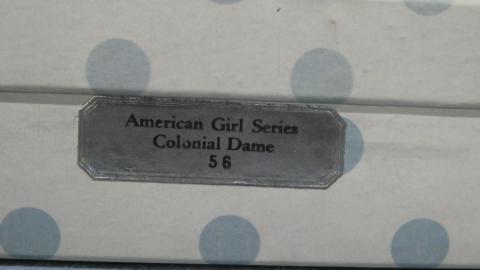 American Girl Series
Colonial Dame
56